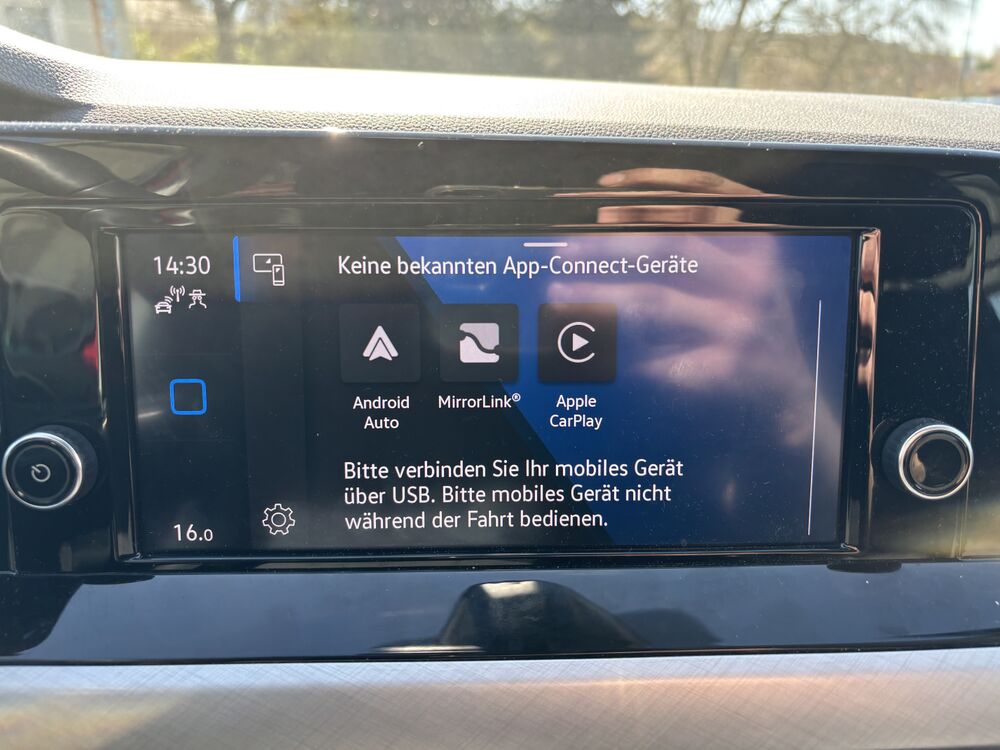 14:30
Keine bekannten App-Connect-Geräte
Android
Auto
MirrorLink®
Apple
CarPlay
Bitte verbinden Sie Ihr mobiles Gerät
über USB. Bitte mobiles Gerät nicht
während der Fahrt bedienen.
16.0